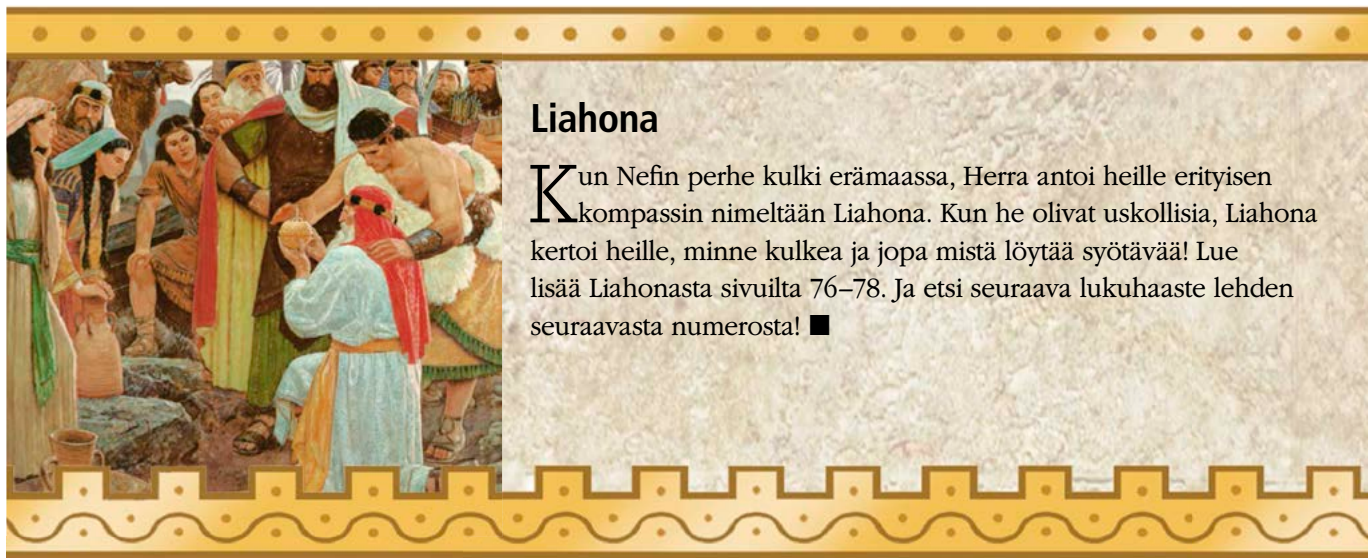 Liahona
Kun Nefin perhe kulki erämaassa, Herra antoi heille erityisen
kompassin nimeltään Liahona. Kun he olivat uskollisia, Liahona
kertoi heille, minne kulkea ja jopa mistä löytää syötävää! Lue
lisää Liahonasta sivuilta 76–78. Ja etsi seuraava lukuhaaste lehden
seuraavasta numerosta! ■